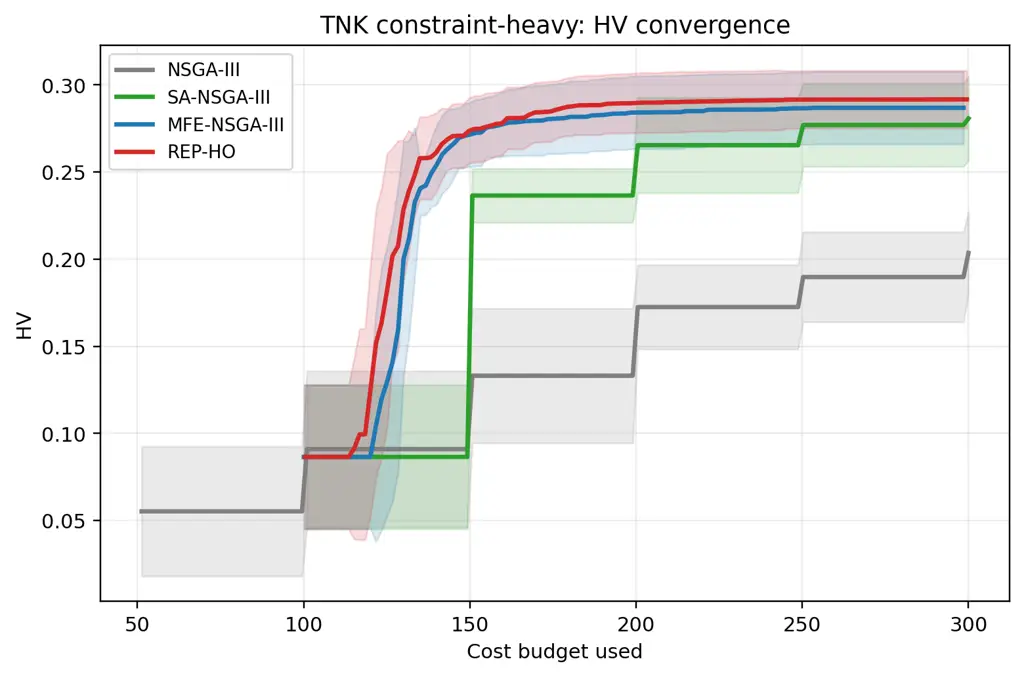 TNK constraint-heavy: HV convergence
NSGA-III
SA-NSGA-III
MFE-NSGA-III
REP-HO
HV
0.30
0.25
0.20
0.15
0.10
0.05
50 100 150 200 250 300
Cost budget used